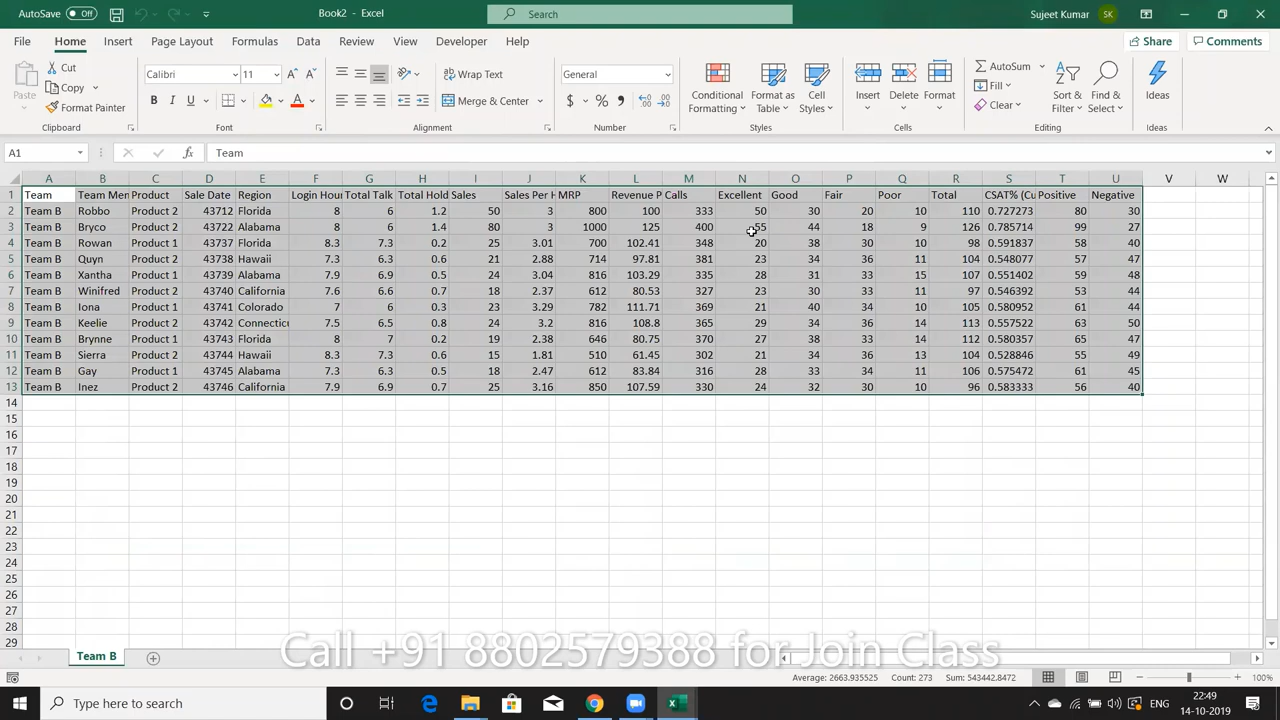 AutoSave Off Book2 - Excel Search Sujeet Kumar SK
File Home Insert Page Layout Formulas Data Review View Developer Help Share Comments
Paste Cut Copy Format Painter Clipboard
Calibri 11 A A B I U A Font
ab Wrap Text Merge & Center Alignment
General $ % , Number
Conditional Formatting Format as Table Cell Styles Styles
Insert Delete Format Cells
AutoSum Fill Clear Sort & Filter Find & Select Editing
Ideas Ideas
A1 fx Team
A B C D E F G H I J K L M N O P Q R S T U V W
1 Team Team Men Product Sale Date Region Login Hou Total Talk Total Hold Sales Sales Per H MRP Revenue P Calls Excellent Good Fair Poor Total CSAT% (Cu Positive Negative
2 Team B Robbo Product 2 43712 Florida 8 6 1.2 50 3 800 100 333 50 30 20 10 110 0.727273 80 30
3 Team B Bryco Product 2 43722 Alabama 8 6 1.4 80 3 1000 125 400 55 44 18 9 126 0.785714 99 27
4 Team B Rowan Product 1 43737 Florida 8.3 7.3 0.2 25 3.01 700 102.41 348 20 38 30 10 98 0.591837 58 40
5 Team B Quyn Product 2 43738 Hawaii 7.3 6.3 0.6 21 2.88 714 97.81 381 23 34 36 11 104 0.548077 57 47
6 Team B Xantha Product 1 43739 Alabama 7.9 6.9 0.5 24 3.04 816 103.29 335 28 31 33 15 107 0.551402 59 48
7 Team B Winifred Product 2 43740 California 7.6 6.6 0.7 18 2.37 612 80.53 327 23 30 33 11 97 0.546392 53 44
8 Team B Iona Product 1 43741 Colorado 7 6 0.3 23 3.29 782 111.71 369 21 40 34 10 105 0.580952 61 44
9 Team B Keelie Product 2 43742 Connecticu 7.5 6.5 0.8 24 3.2 816 108.8 365 29 34 36 14 113 0.557522 63 50
10 Team B Brynne Product 1 43743 Florida 8 7 0.2 19 2.38 646 80.75 370 27 38 33 14 112 0.580357 65 47
11 Team B Sierra Product 2 43744 Hawaii 8.3 7.3 0.2 15 1.81 510 61.45 302 21 34 36 13 104 0.528846 55 49
12 Team B Gay Product 1 43745 Alabama 7.3 6.3 0.5 18 2.47 612 83.84 316 28 33 34 11 106 0.575472 61 45
13 Team B Inez Product 2 43746 California 7.9 6.9 0.7 25 3.16 850 107.59 330 24 32 30 10 96 0.583333 56 40
14
15
16
17
18
19
20
21
22
23
24
25
26
27
28
29
Call +91 8802579388 for Join Class
Team B
Average: 2663.935525 Count: 273 Sum: 543442.8472 100%
Type here to search ENG 22:49
14-10-2019